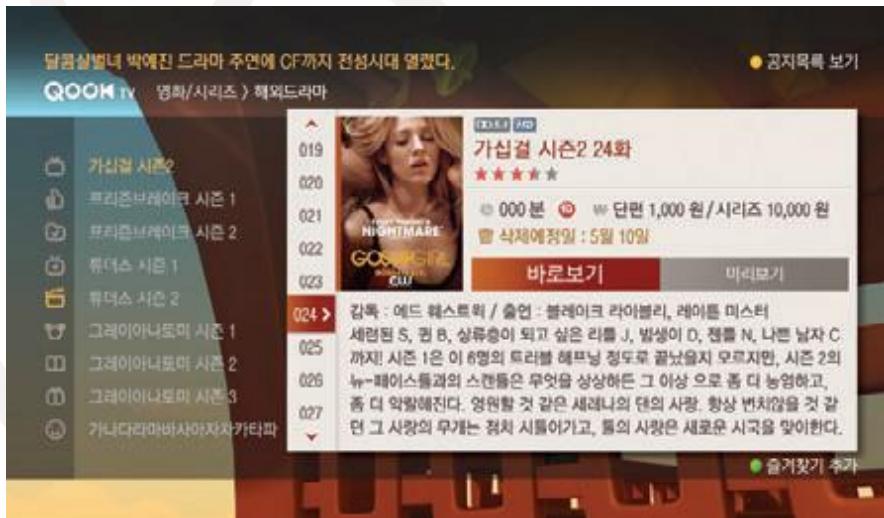 달콤살벌녀 박예진 드라마 주연에 CF까지 전성시대 열렸다.
공지목록 보기
QOOK TV 영화/시리즈 > 해외드라마
가십걸 시즌2
프리즌브레이크 시즌 1
프리즌브레이크 시즌 2
튜더스 시즌 1
튜더스 시즌 2
그레이아나토미 시즌 1
그레이아나토미 시즌 2
그레이아나토미 시즌 3
가나다라마바사아자차카타파
019
020
021
022
023
024
025
026
027
NIGHTMARE
GOSSIP GIRL
CW
가십걸 시즌2 24화
000 분 단편 1,000 원/시리즈 10,000 원
삭제예정일 : 5월 10일
바로보기
미리보기
감독 : 에드 웨스트윅 / 출연 : 블레이크 라이블리, 레이튼 미스터
세련된 S, 퀸 B, 상류층이 되고 싶은 리틀 J, 범생이 D, 젠틀 N, 나쁜 남자 C
까지! 시즌 1은 이 6명의 트러블 해프닝 정도로 끝났을지 모르지만, 시즌 2의
뉴-페이스들과의 스캔들은 무엇을 상상하든 그 이상 으로 좀 더 농염하고,
좀 더 악랄해진다. 영원할 것 같은 세레나의 댄의 사랑. 항상 변치않을 것 같
던 그 사랑의 무게는 점차 시들어가고, 둘의 사랑은 새로운 시국을 맞이한다.
즐겨찾기 추가